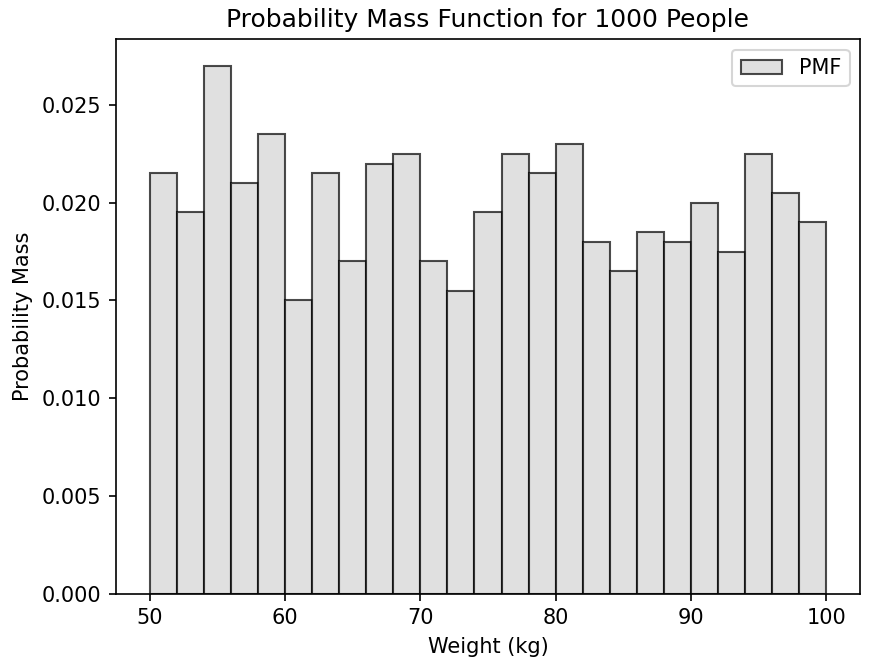 Probability Mass Function for 1000 People
PMF
Probability Mass
0.025
0.020
0.015
0.010
0.005
0.000
50 60 70 80 90 100
Weight (kg)